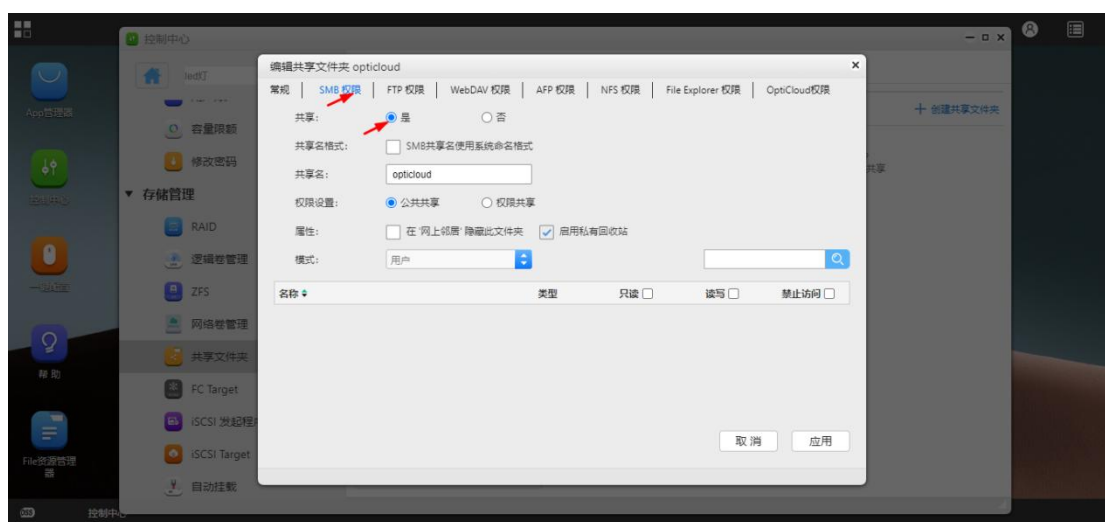 控制中心
led灯
编辑共享文件夹 opticloud
常规 SMB 权限 FTP 权限 WebDAV 权限 AFP 权限 NFS 权限 File Explorer 权限 OptiCloud权限
共享: 是 否
共享名格式: SMB共享名使用系统命名格式
共享名: opticloud
权限设置: 公共共享 权限共享
属性: 在 '网上邻居' 隐藏此文件夹 启用私有回收站
模式: 用户
名称 类型 只读 读写 禁止访问
取消 应用
创建共享文件夹
共享
容量限额
修改密码
存储管理
RAID
逻辑卷管理
ZFS
网络卷管理
共享文件夹
FC Target
iSCSI 发起程
iSCSI Target
自动挂载
App管理器
控制中心
一键配置
帮助
File资源管理
器
控制中心